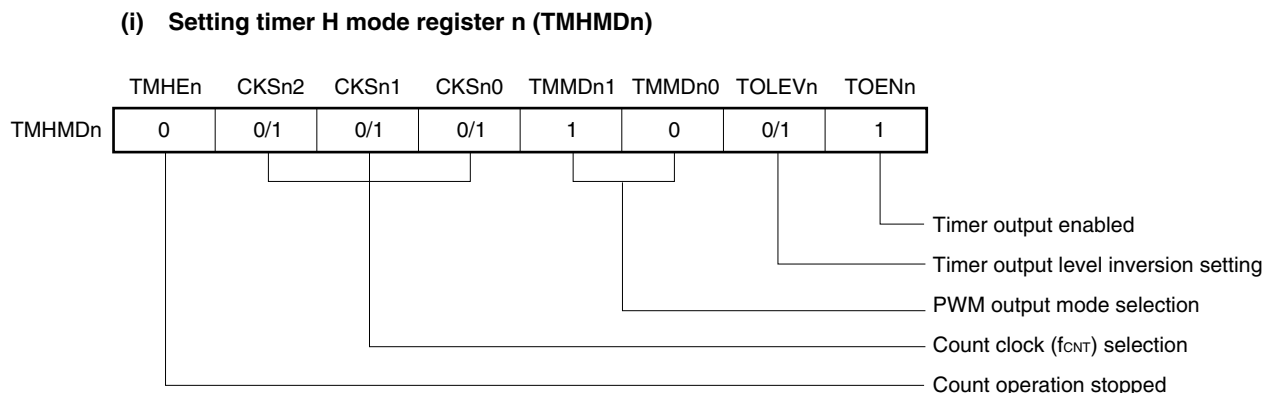 (i) Setting timer H mode register n (TMHMDn)
TMHEn CKSn2 CKSn1 CKSn0 TMMDn1 TMMDn0 TOLEVn TOENn
TMHMDn 0 0/1 0/1 0/1 1 0 0/1 1
Timer output enabled
Timer output level inversion setting
PWM output mode selection
Count clock (fCNT) selection
Count operation stopped